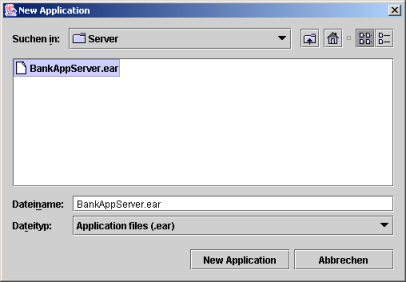 New Application
Suchen in: Server
BankAppServer.ear
Dateiname: BankAppServer.ear
Dateityp: Application files (.ear)
New Application Abbrechen